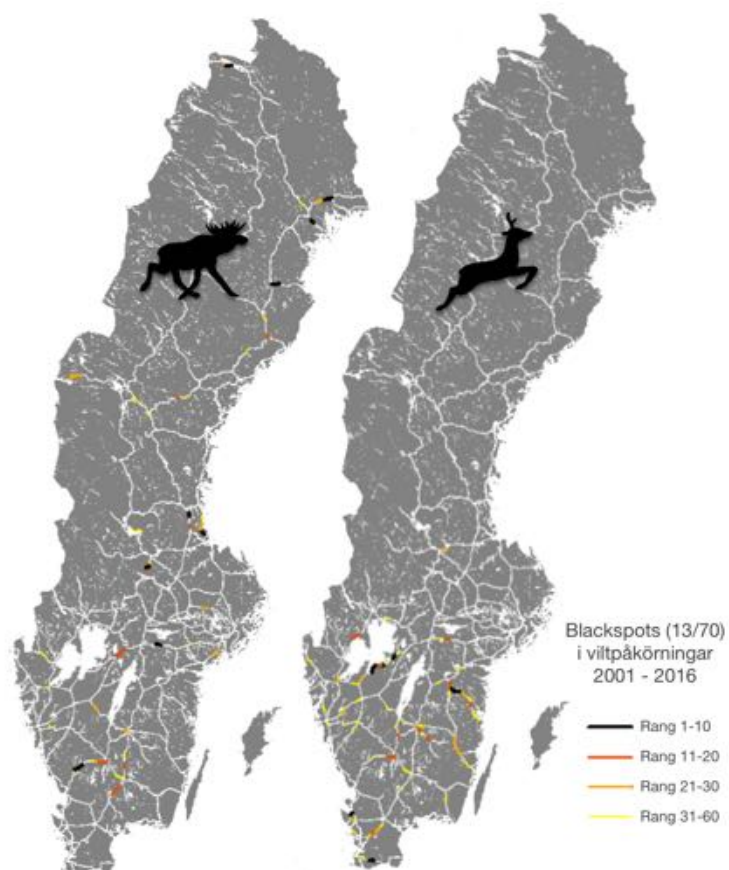 Blackspots (13/70)
i viltpåkörningar
2001 - 2016
Rang 1-10
Rang 11-20
Rang 21-30
Rang 31-60